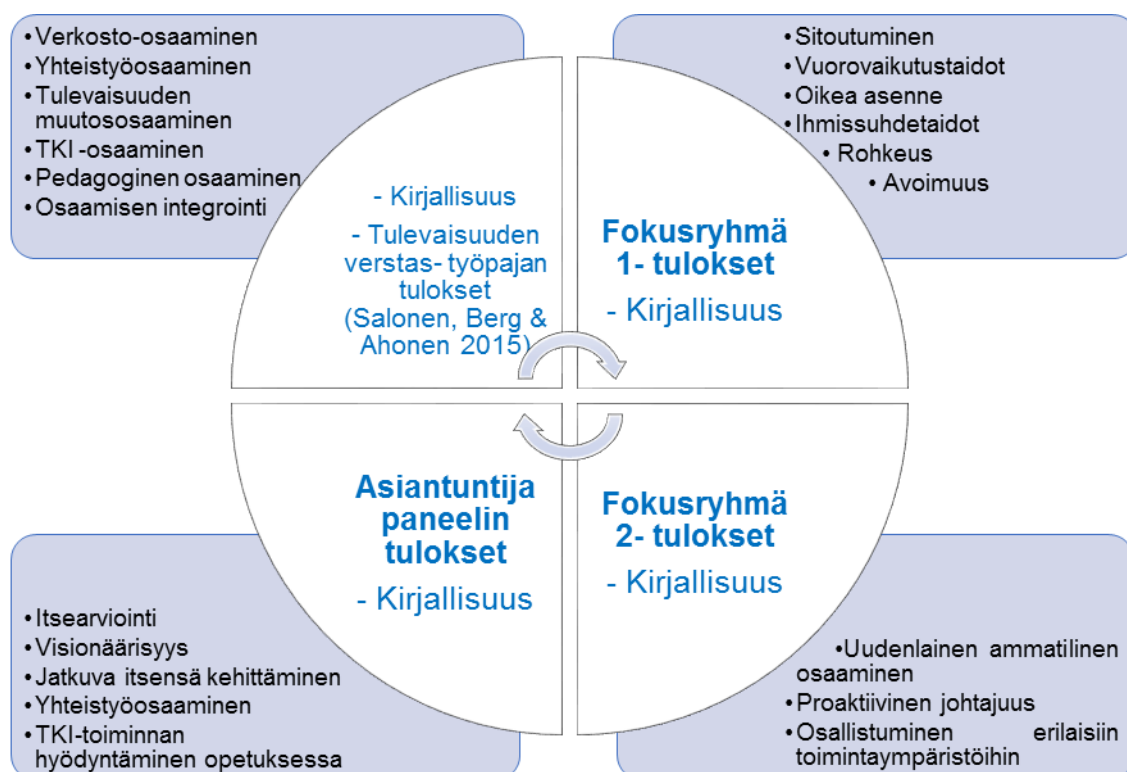 •Verkosto-osaaminen
•Yhteistyöosaaminen
•Tulevaisuuden
muutososaaminen
•TKI -osaaminen
•Pedagoginen osaaminen
•Osaamisen integrointi
•Sitoutuminen
•Vuorovaikutustaidot
•Oikea asenne
•Ihmissuhdetaidot
• Rohkeus
• Avoimuus
- Kirjallisuus
- Tulevaisuuden
verstas- työpajan
tulokset
(Salonen, Berg &
Ahonen 2015)
Fokusryhmä
1- tulokset
- Kirjallisuus
Asiantuntija
paneelin
tulokset
- Kirjallisuus
Fokusryhmä
2- tulokset
- Kirjallisuus
•Itsearviointi
•Visionäärisyys
•Jatkuva itsensä kehittäminen
•Yhteistyöosaaminen
•TKI-toiminnan
hyödyntäminen opetuksessa
•Uudenlainen ammatilinen
osaaminen
•Proaktiivinen johtajuus
•Osallistuminen erilaisiin
toimintaympäristöihin